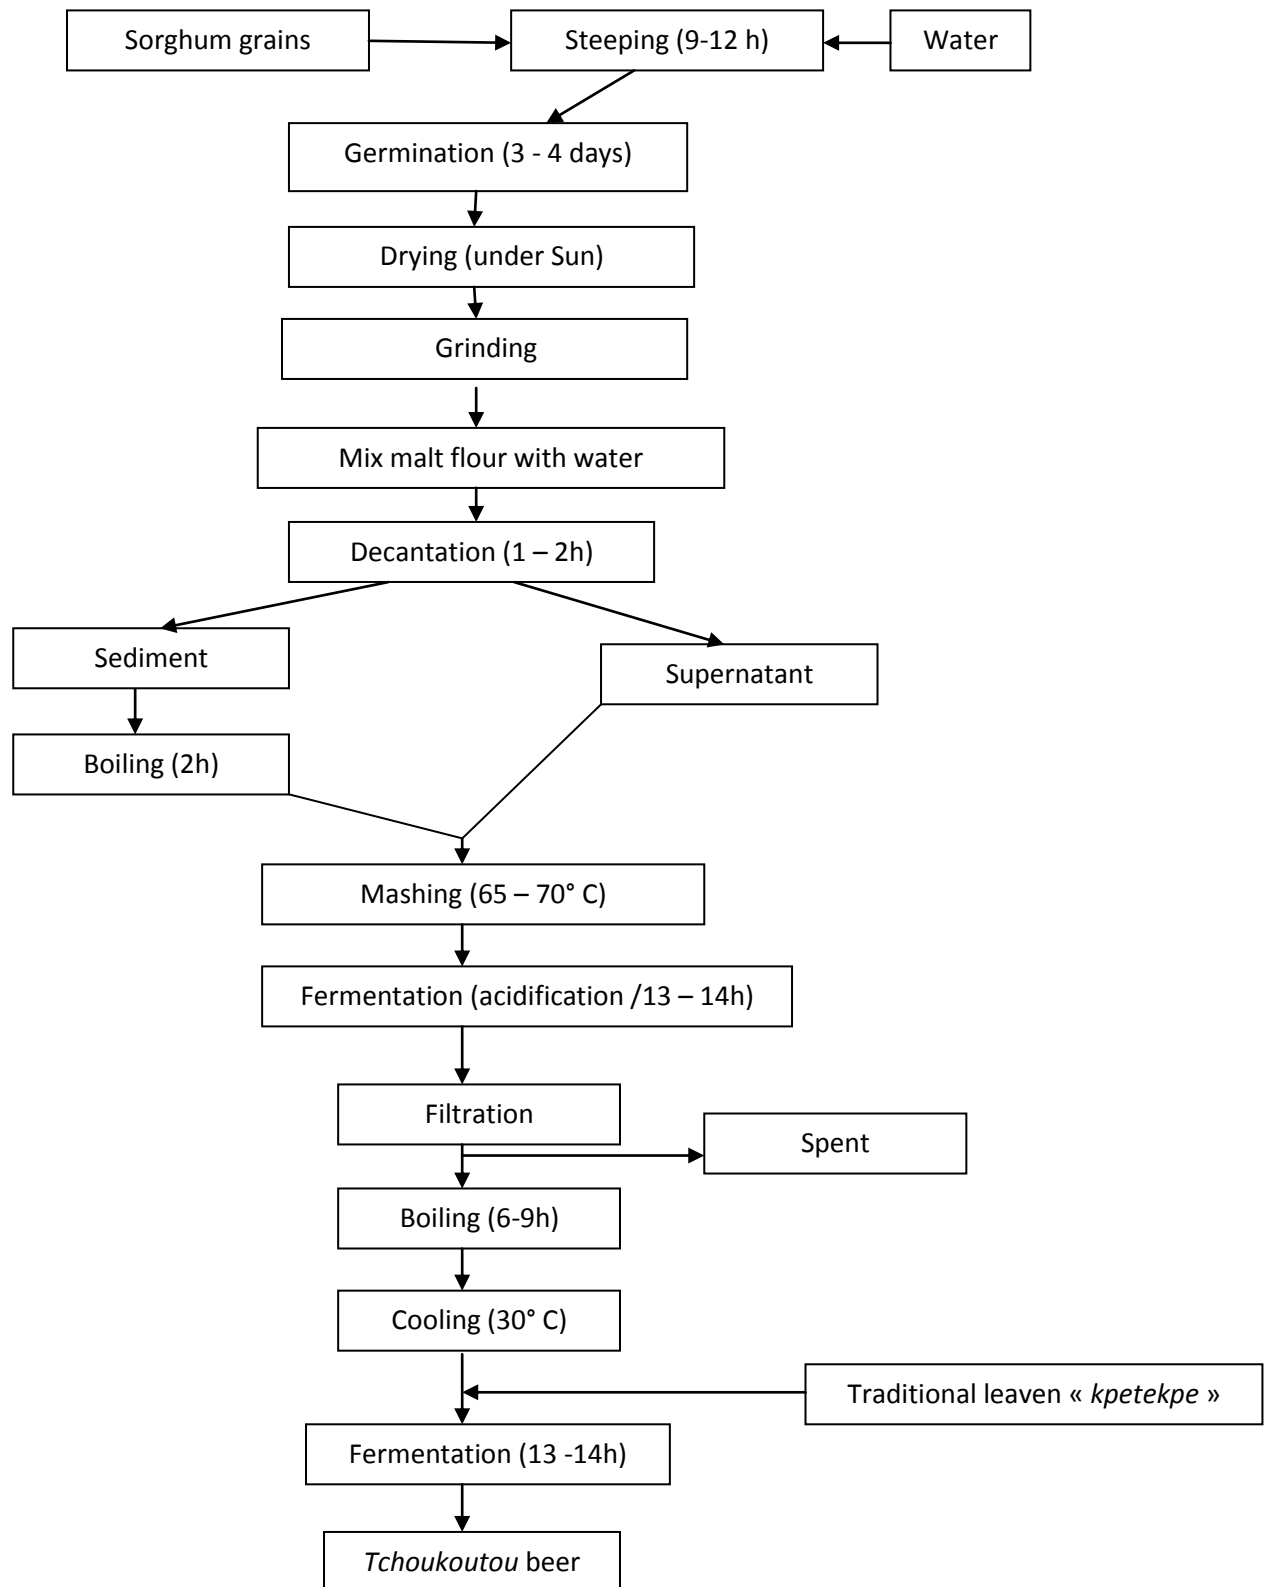 Sorghum grains
Steeping (9-12 h)
Water
Germination (3 - 4 days)
Drying (under Sun)
Grinding
Mix malt flour with water
Decantation (1 – 2h)
Sediment
Supernatant
Boiling (2h)
Mashing (65 – 70° C)
Fermentation (acidification /13 – 14h)
Filtration
Spent
Boiling (6-9h)
Cooling (30° C)
Traditional leaven « kpetekpe »
Fermentation (13 -14h)
Tchoukoutou beer